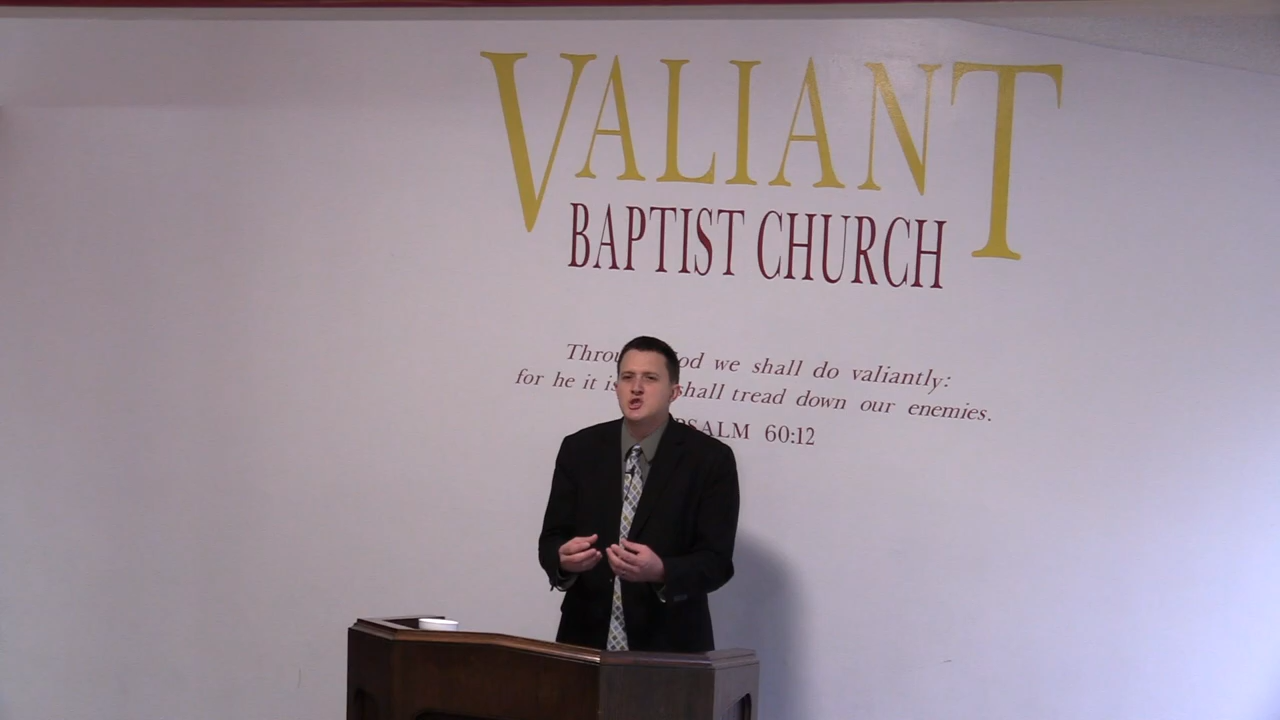 VALIANT
BAPTIST CHURCH
Throu od we shall do valiantly:
for he it is shall tread down our enemies.
PSALM 60:12